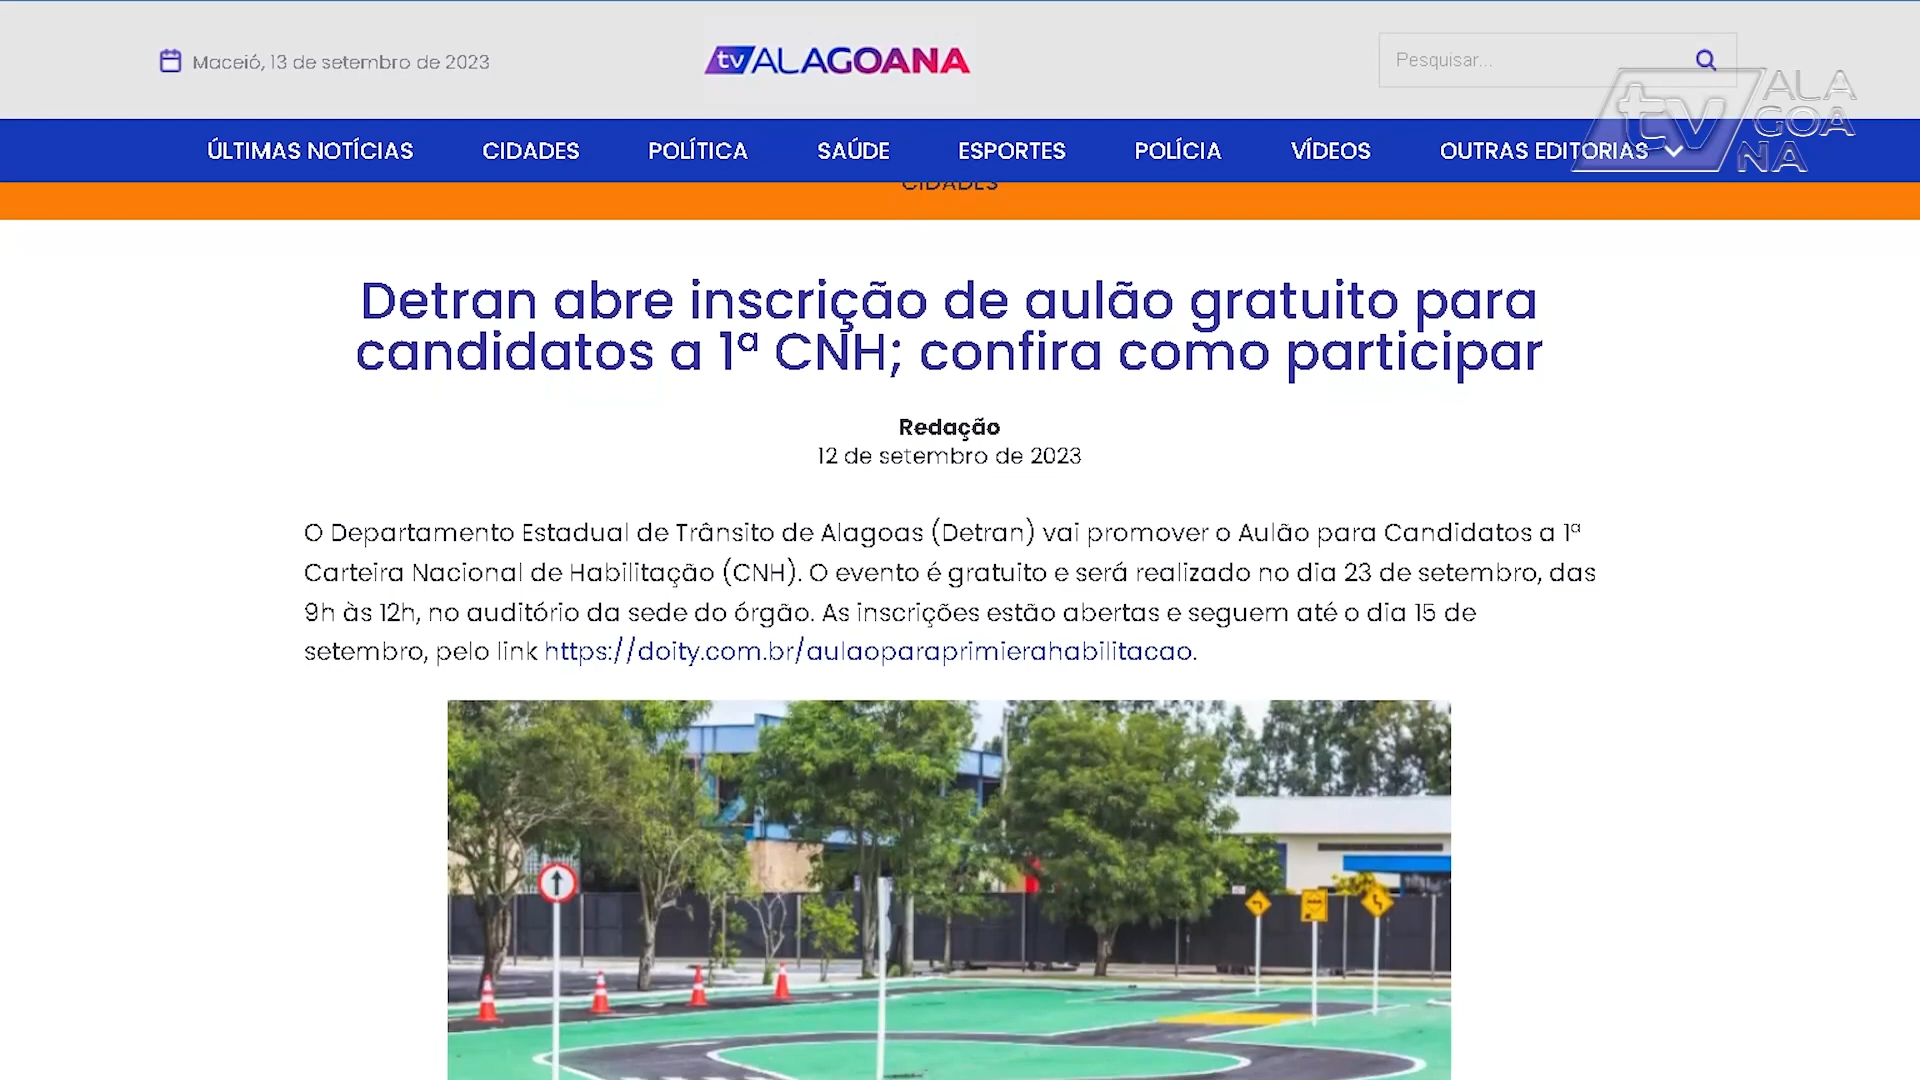 Maceió, 13 de setembro de 2023
tv ALAGOANA
Pesquisar...
tv ALA
GOA
NA
ÚLTIMAS NOTÍCIAS CIDADES POLÍTICA SAÚDE ESPORTES POLÍCIA VÍDEOS OUTRAS EDITORIAS
CIDADES
Detran abre inscrição de aulão gratuito para
candidatos a 1ª CNH; confira como participar
Redação
12 de setembro de 2023
O Departamento Estadual de Trânsito de Alagoas (Detran) vai promover o Aulão para Candidatos a 1ª
Carteira Nacional de Habilitação (CNH). O evento é gratuito e será realizado no dia 23 de setembro, das
9h às 12h, no auditório da sede do órgão. As inscrições estão abertas e seguem até o dia 15 de
setembro, pelo link https://doity.com.br/aulaoparaprimierahabilitacao.